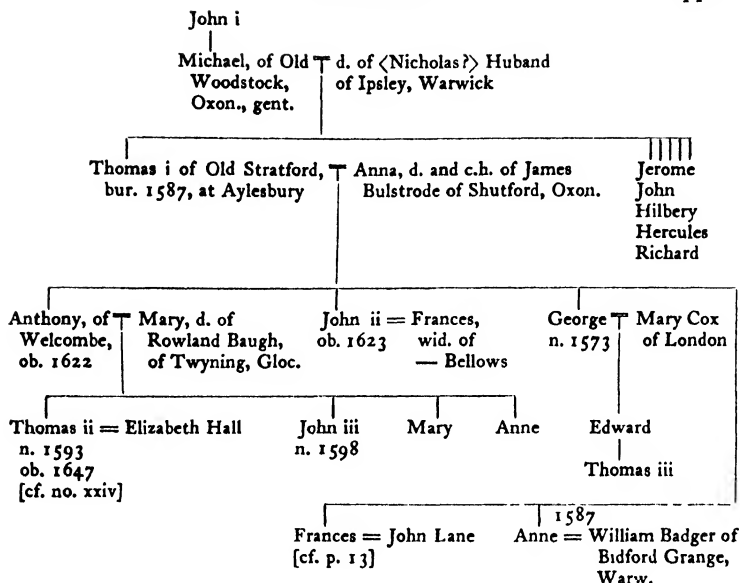 John i
Michael, of Old d. of <Nicholas?> Huband
Woodstock, of Ipsley, Warwick
Oxon., gent.
Thomas i of Old Stratford, Anna, d. and c.h. of James Jerome
bur. 1587, at Aylesbury Bulstrode of Shutford, Oxon. John
Hilbery
Hercules
Richard
Anthony, of Mary, d. of John ii = Frances, George Mary Cox
Welcombe, Rowland Baugh, ob. 1623 wid. of n. 1573 of London
ob. 1622 of Twyning, Gloc. — Bellows
Thomas ii = Elizabeth Hall John iii Mary Anne Edward
n. 1593 n. 1598
ob. 1647 Thomas iii
[cf. no. xxiv]
1587
Frances = John Lane Anne = William Badger of
[cf. p. 13] Bidford Grange,
Warw.